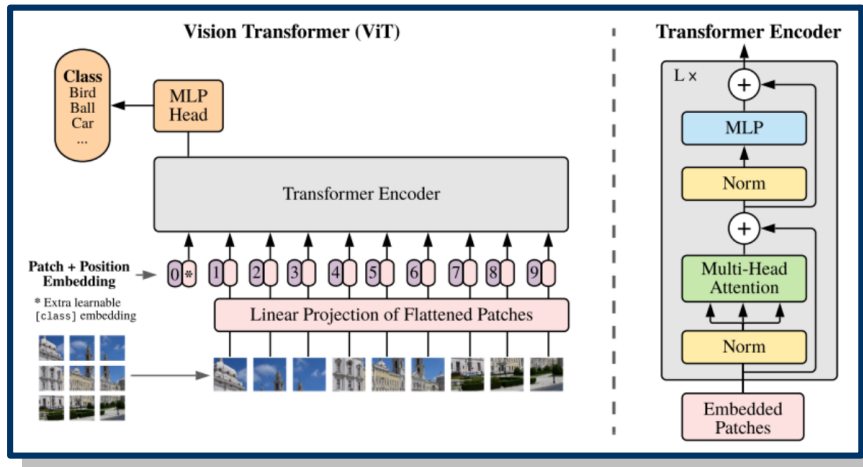 Vision Transformer (ViT)
Class
Bird
Ball
Car
...
MLP
Head
Transformer Encoder
Patch + Position
Embedding
* Extra learnable
[class] embedding
0 * 1 2 3 4 5 6 7 8 9
Linear Projection of Flattened Patches
Transformer Encoder
L ×
+
MLP
Norm
+
Multi-Head
Attention
Norm
Embedded
Patches